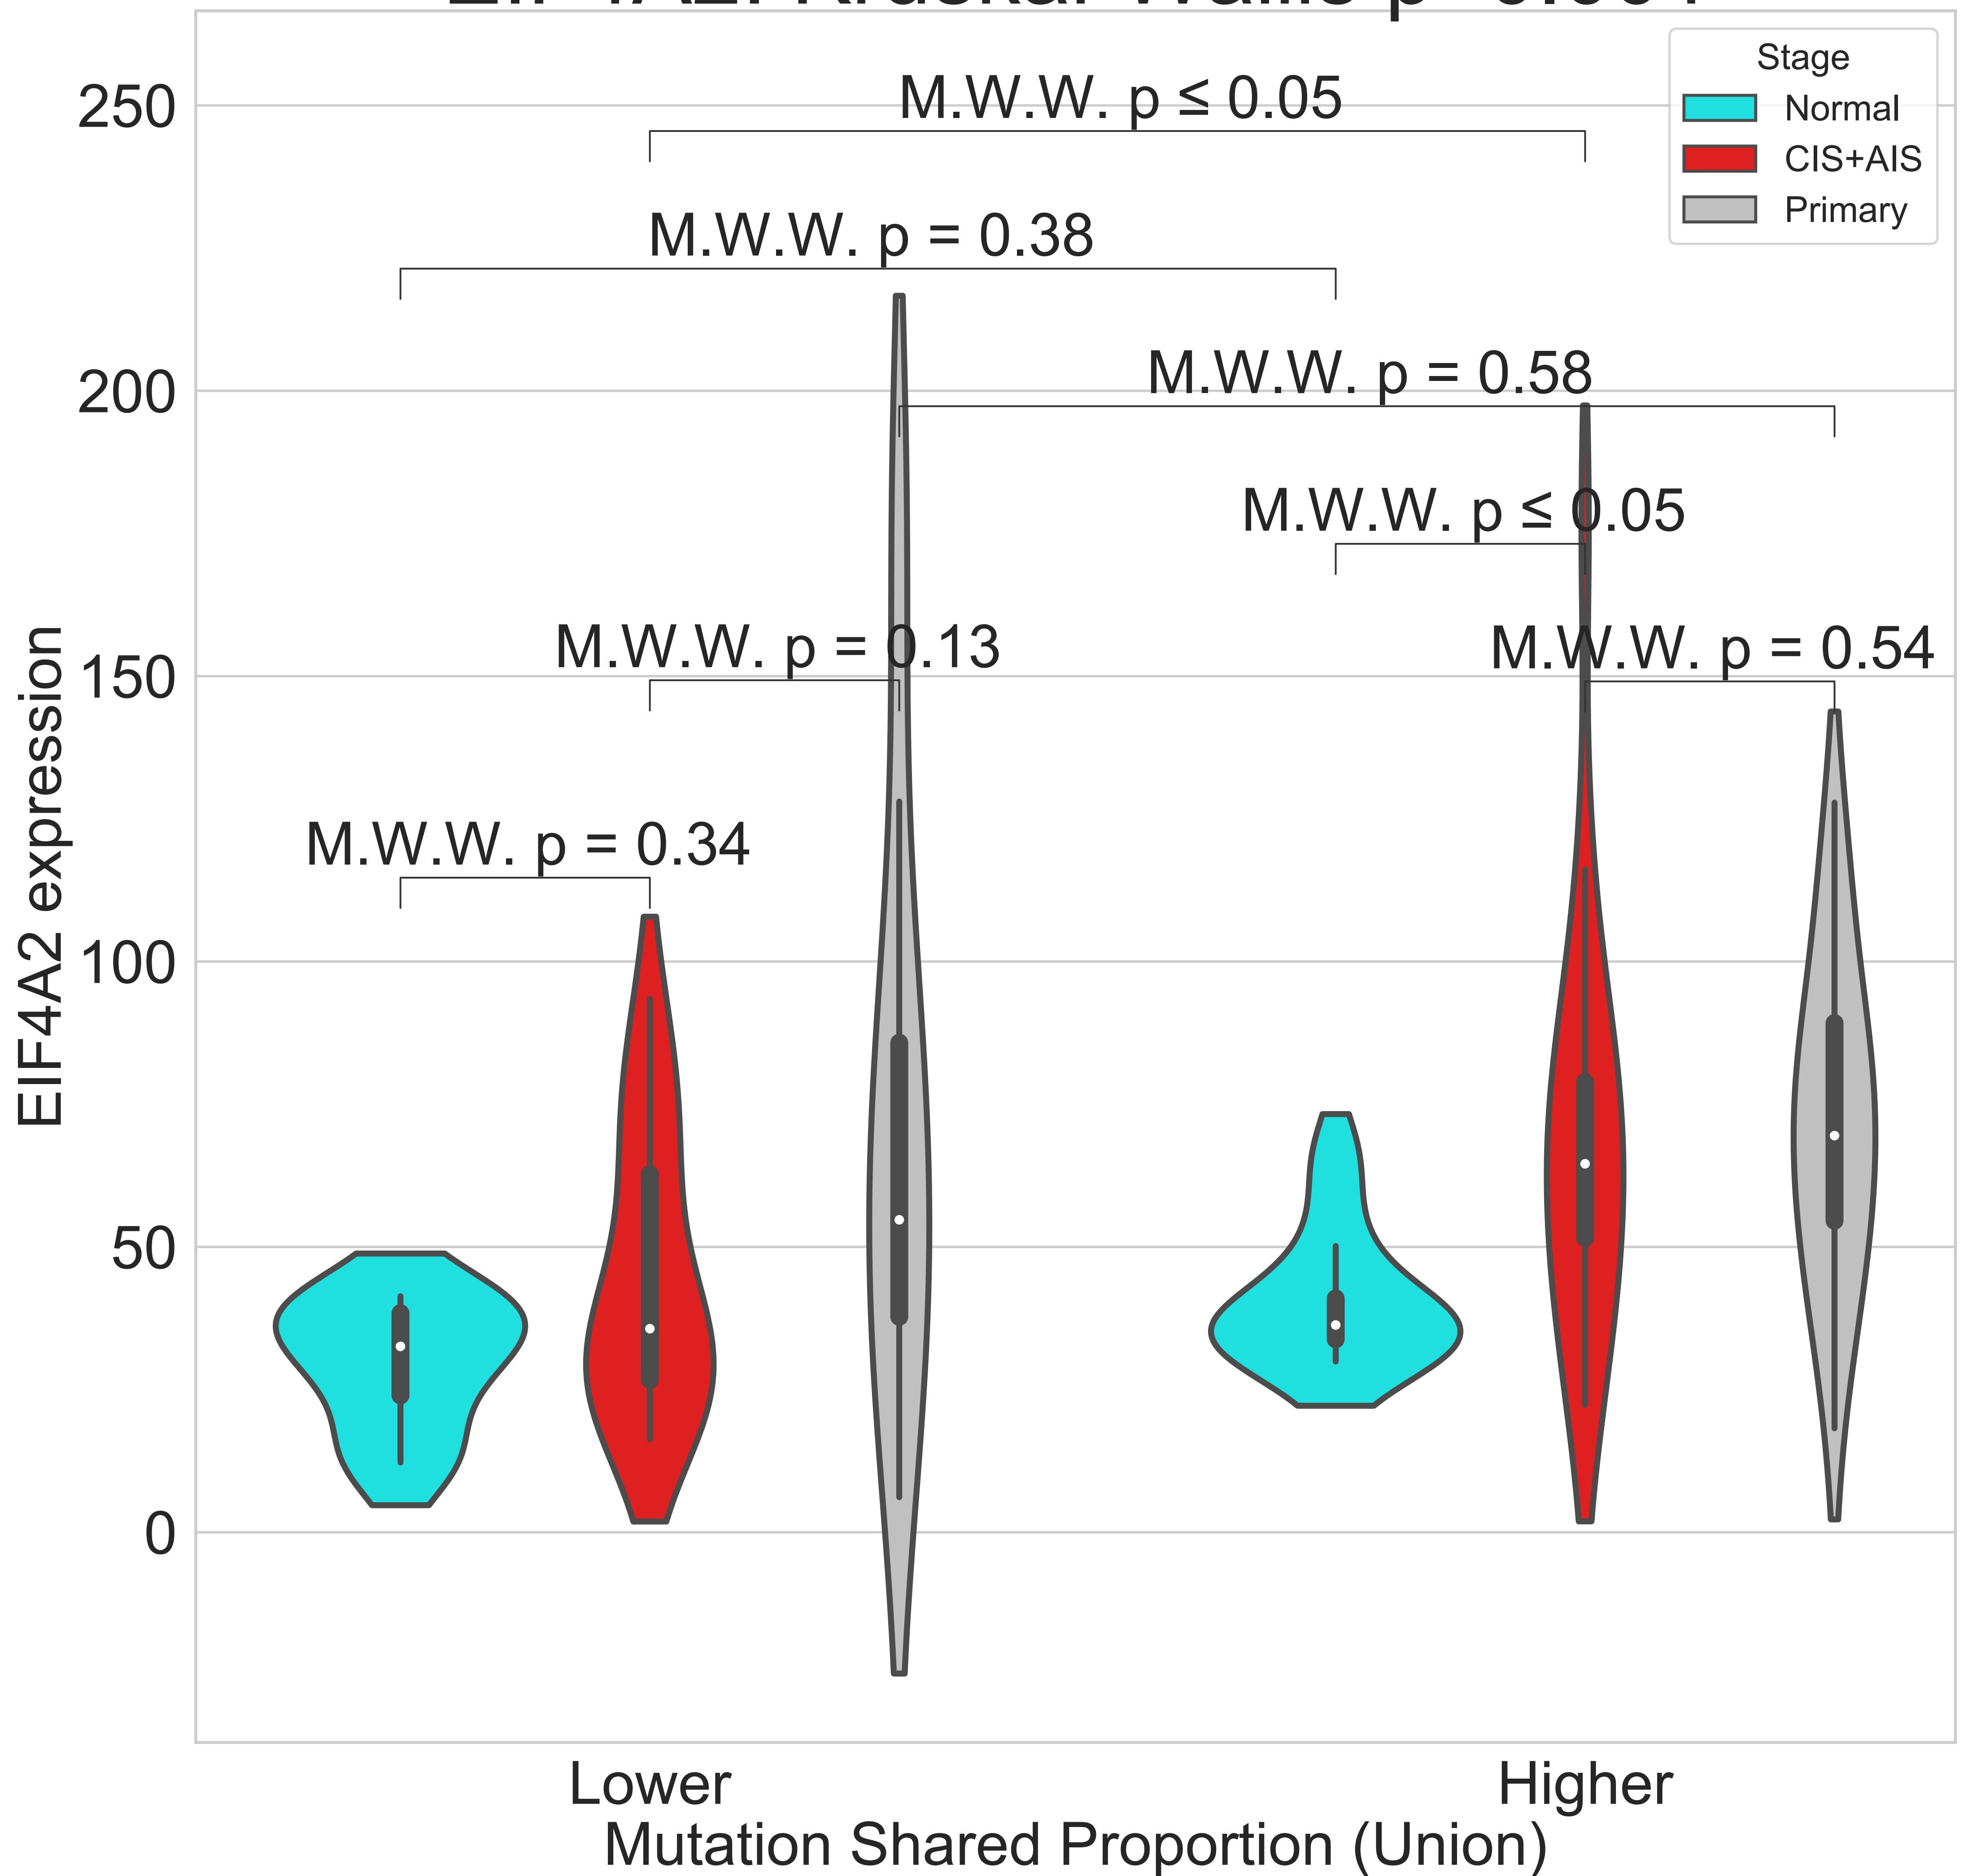 Stage
Normal
CIS+AIS
Primary
M.W.W. p ≤ 0.05
M.W.W. p = 0.38
M.W.W. p = 0.58
M.W.W. p ≤ 0.05
M.W.W. p = 0.13
M.W.W. p = 0.54
M.W.W. p = 0.34
250
200
150
100
50
0
EIF4A2 expression
Lower
Higher
Mutation Shared Proportion (Union)